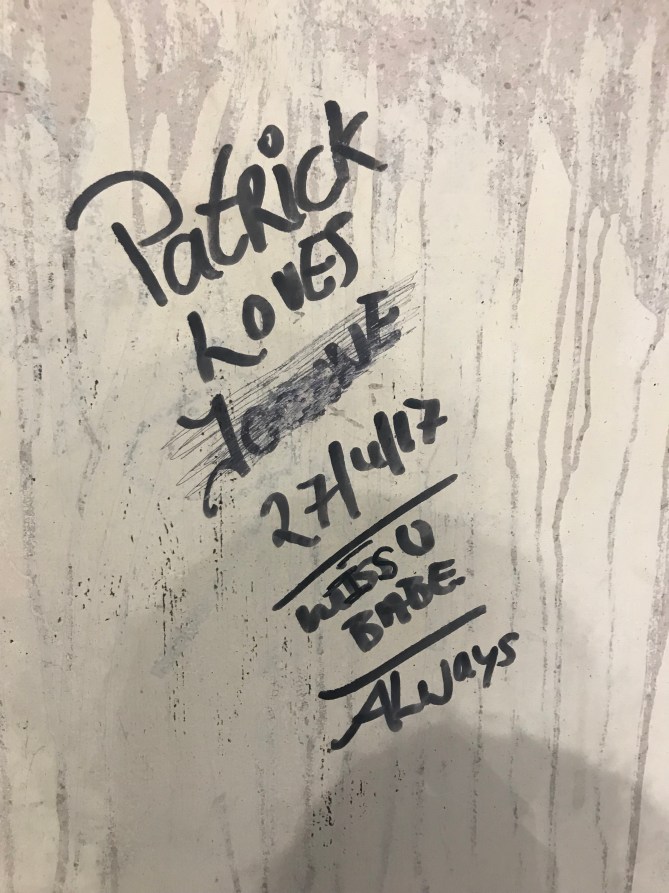 Patrick
LOVES
27/4/17
MISS U
BABE
ALways